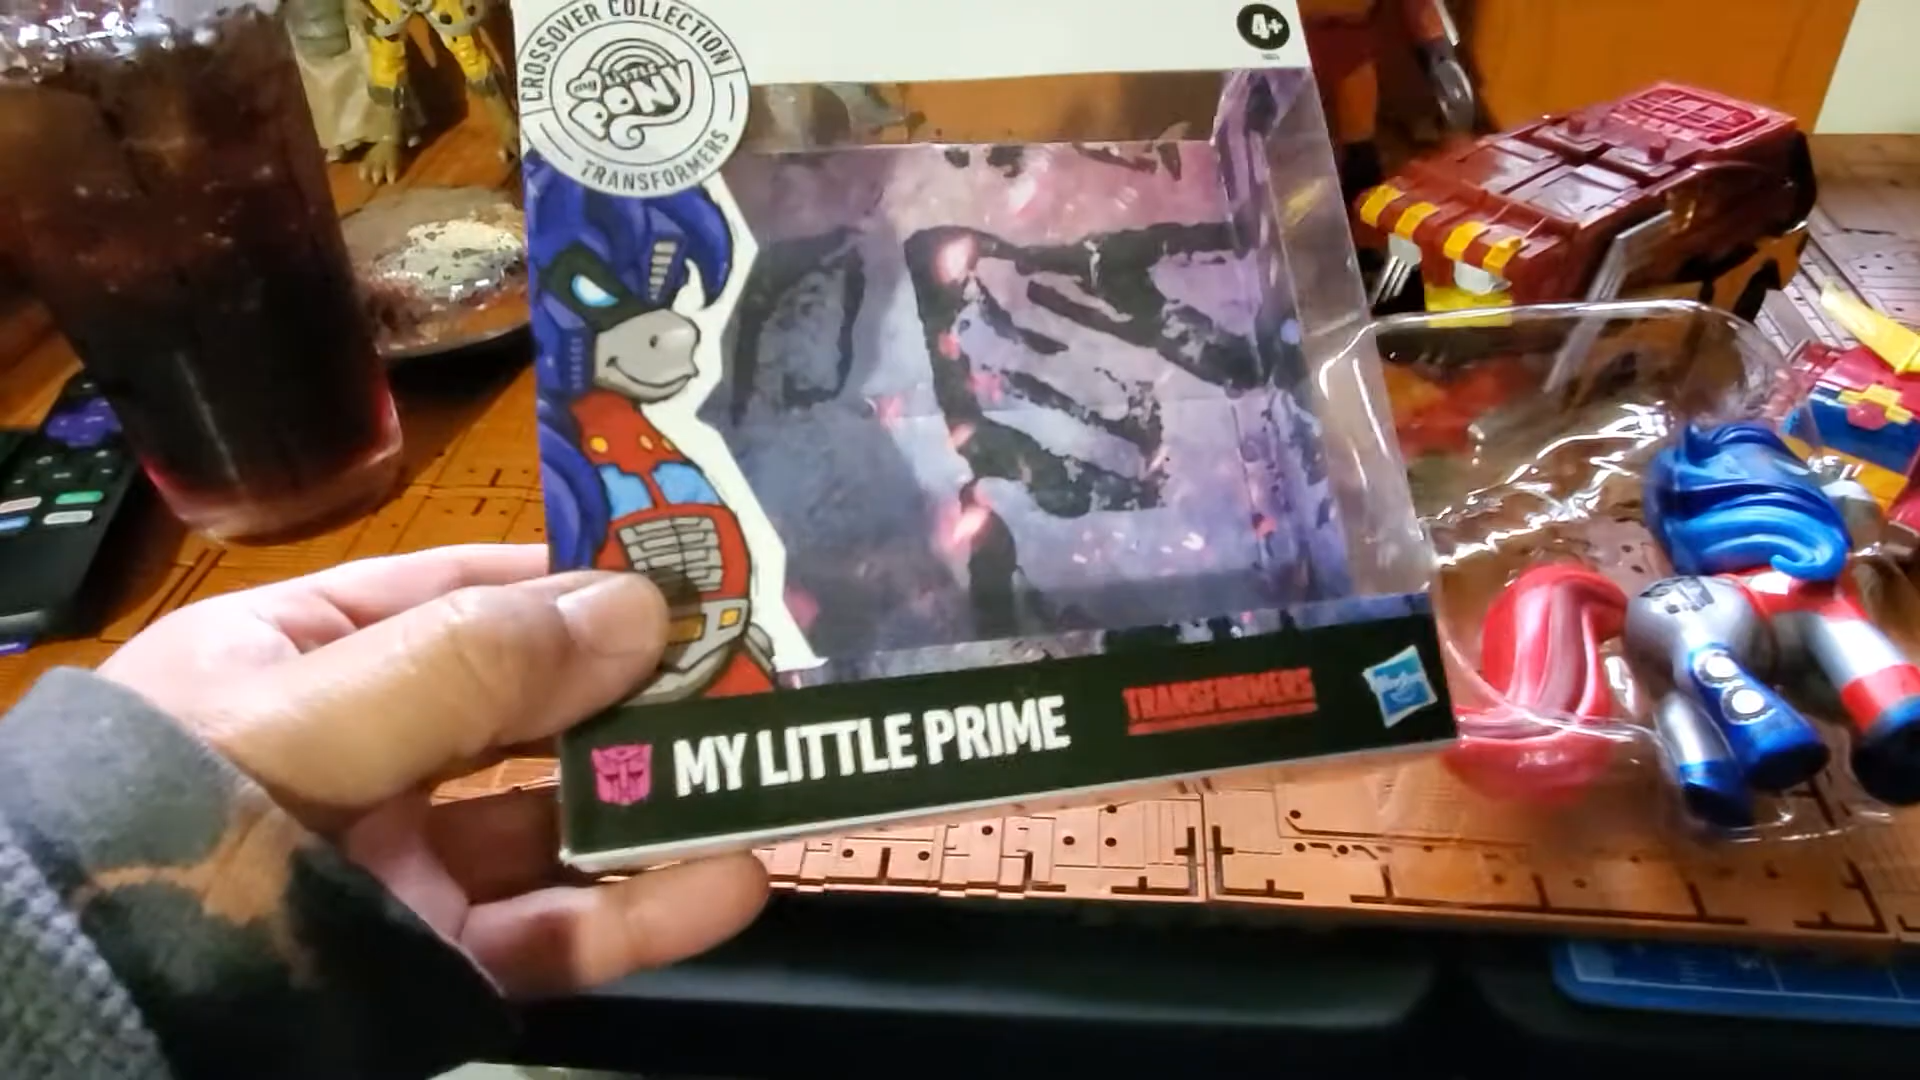 CROSSOVER COLLECTION
my LITTLE PONY
TRANSFORMERS
4+
MY LITTLE PRIME
TRANSFORMERS
Hasbro